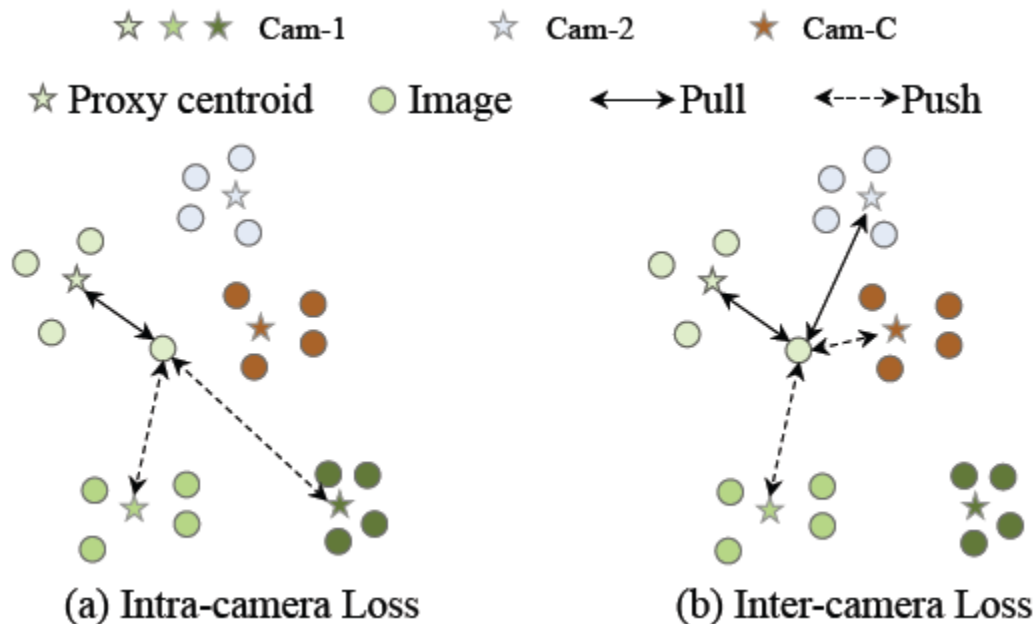 Cam-1 Cam-2 Cam-C
Proxy centroid Image Pull Push
(a) Intra-camera Loss (b) Inter-camera Loss